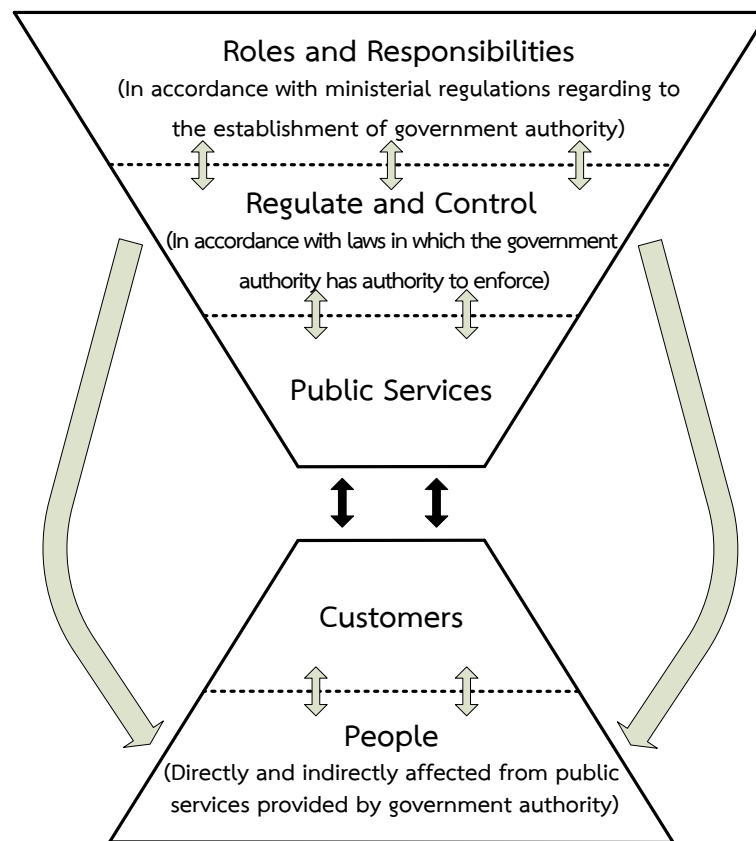 Roles and Responsibilities
(In accordance with ministerial regulations regarding to
the establishment of government authority)
Regulate and Control
(In accordance with laws in which the government
authority has authority to enforce)
Public Services
Customers
People
(Directly and indirectly affected from public
services provided by government authority)